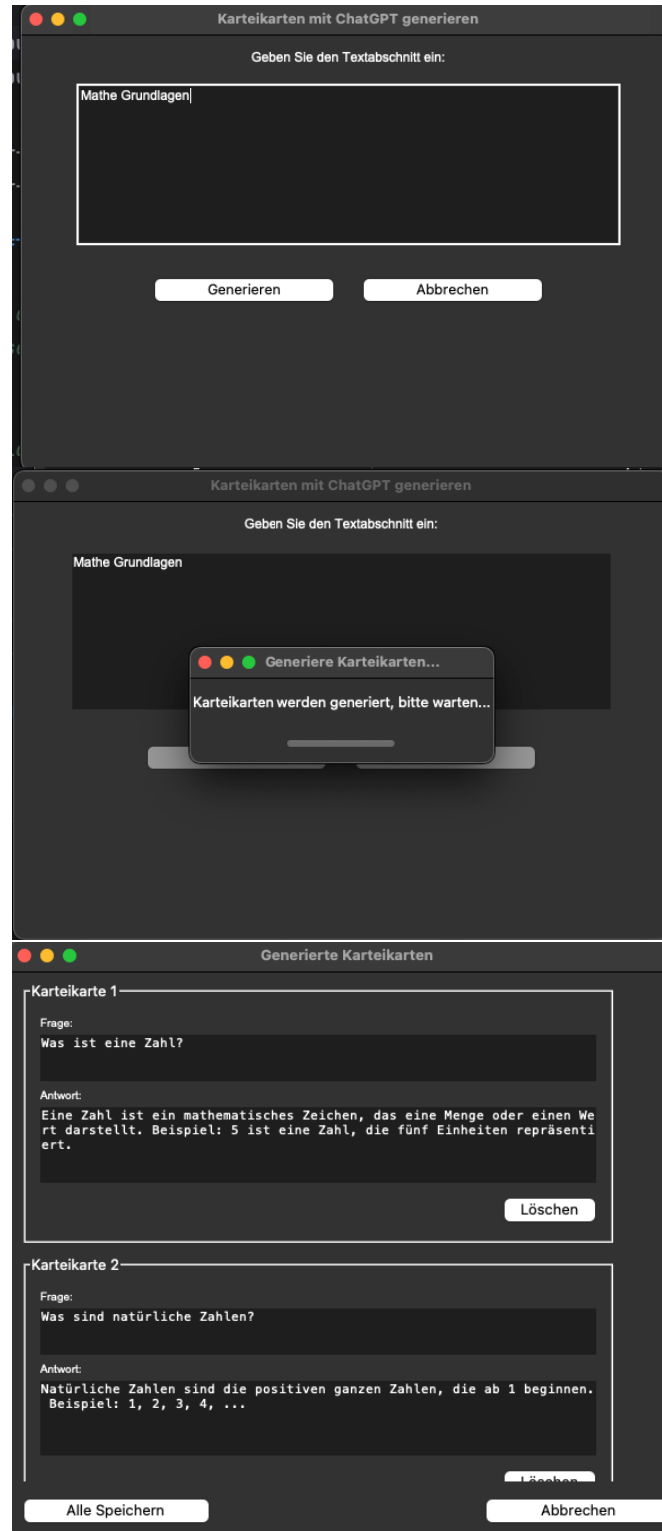 Karteikarten mit ChatGPT generieren
Geben Sie den Textabschnitt ein:
Mathe Grundlagen
Generieren Abbrechen
Karteikarten mit ChatGPT generieren
Geben Sie den Textabschnitt ein:
Mathe Grundlagen
Generiere Karteikarten...
Karteikarten werden generiert, bitte warten...
Generierte Karteikarten
Karteikarte 1
Frage:
Was ist eine Zahl?
Antwort:
Eine Zahl ist ein mathematisches Zeichen, das eine Menge oder einen We
rt darstellt. Beispiel: 5 ist eine Zahl, die fünf Einheiten repräsenti
ert.
Löschen
Karteikarte 2
Frage:
Was sind natürliche Zahlen?
Antwort:
Natürliche Zahlen sind die positiven ganzen Zahlen, die ab 1 beginnen.
Beispiel: 1, 2, 3, 4, ...
Löschen
Alle Speichern Abbrechen